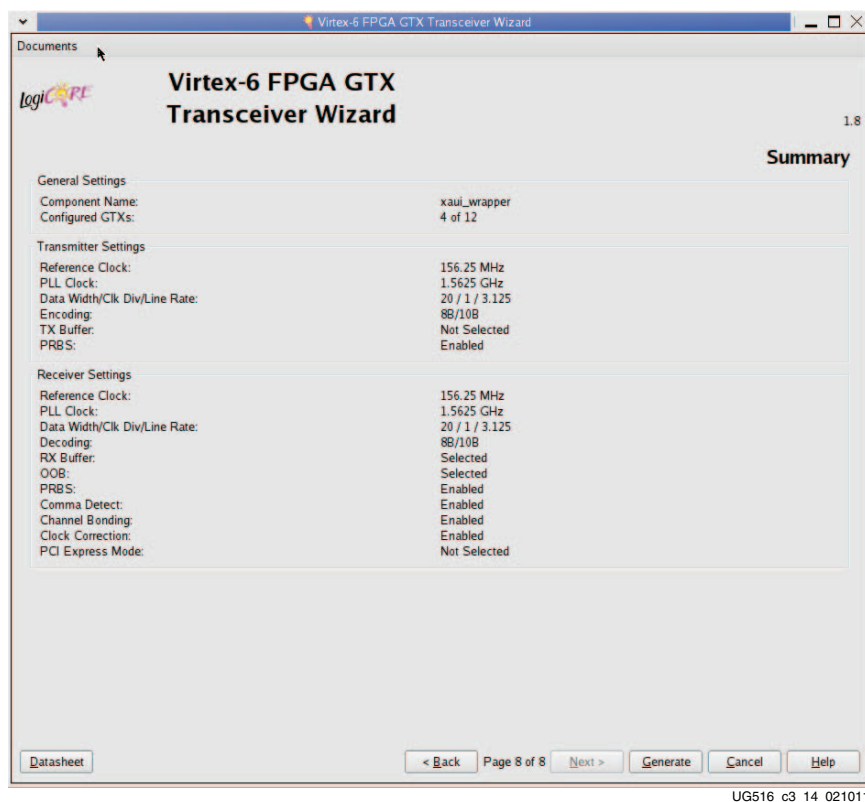 Virtex-6 FPGA GTX Transceiver Wizard
Documents
LogiCORE
Virtex-6 FPGA GTX
Transceiver Wizard
1.8
Summary
General Settings
Component Name: xaui_wrapper
Configured GTXs: 4 of 12
Transmitter Settings
Reference Clock: 156.25 MHz
PLL Clock: 1.5625 GHz
Data Width/Clk Div/Line Rate: 20 / 1 / 3.125
Encoding: 8B/10B
TX Buffer: Not Selected
PRBS: Enabled
Receiver Settings
Reference Clock: 156.25 MHz
PLL Clock: 1.5625 GHz
Data Width/Clk Div/Line Rate: 20 / 1 / 3.125
Decoding: 8B/10B
RX Buffer: Selected
OOB: Selected
PRBS: Enabled
Comma Detect: Enabled
Channel Bonding: Enabled
Clock Correction: Enabled
PCI Express Mode: Not Selected
Datasheet < Back Page 8 of 8 Next > Generate Cancel Help
UG516_c3_14_02101